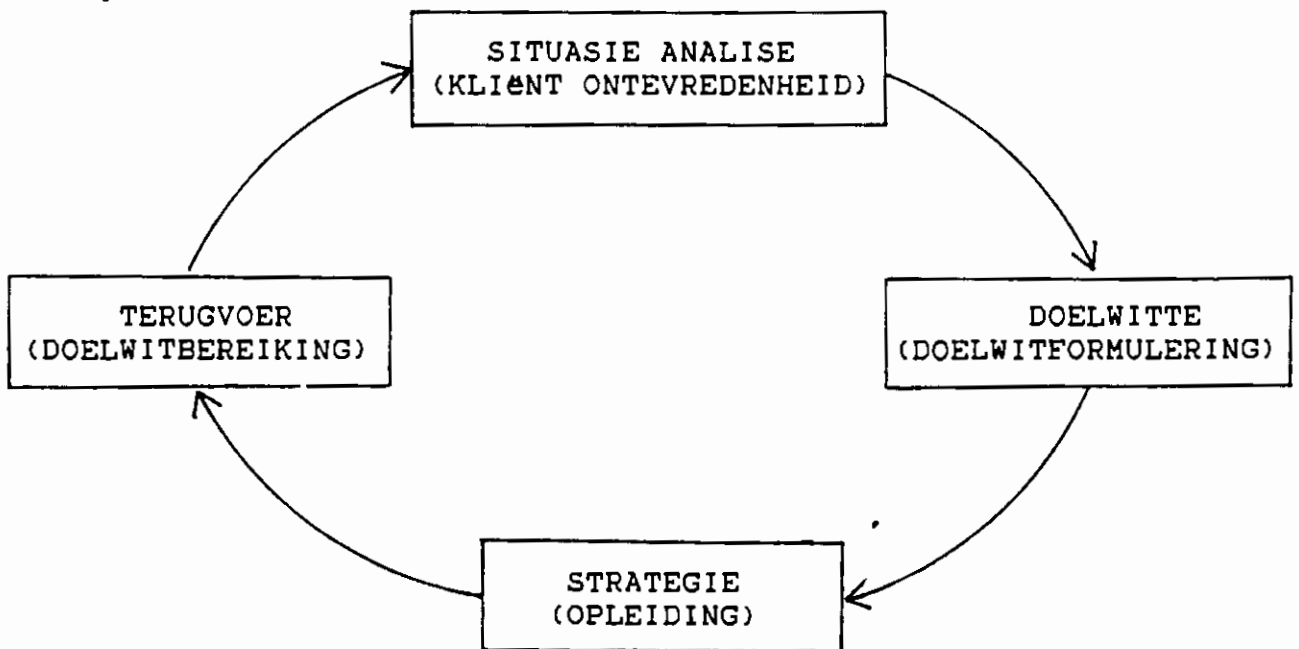 SITUASIE ANALISE
(KLIëNT ONTEVREDENHEID)
DOELWITTE
(DOELWITFORMULERING)
STRATEGIE
(OPLEIDING)
TERUGVOER
(DOELWITBEREIKING)